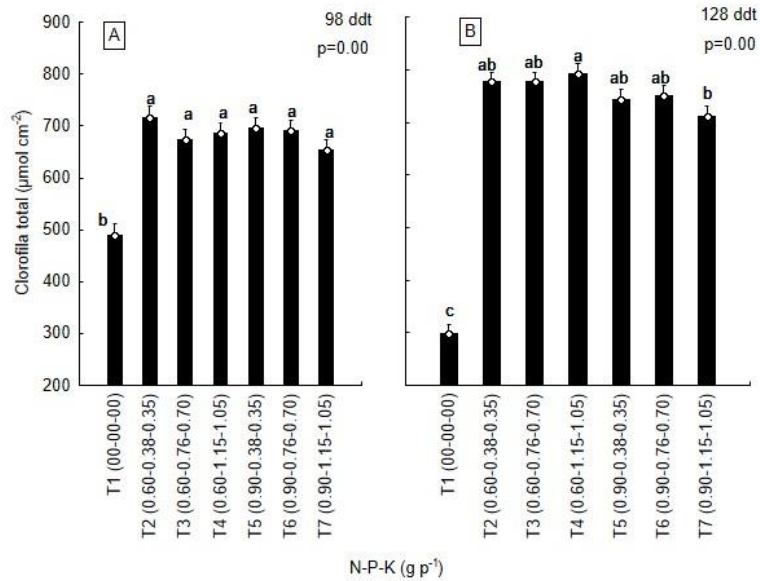 A
98 ddt
p=0.00
B
128 ddt
p=0.00
Clorofila total (µmol cm⁻²)
900
800
700
600
500
400
300
200
b
a
a
a
a
a
a
c
ab
ab
a
ab
ab
b
T1 (00-00-00)
T2 (0.60-0.38-0.35)
T3 (0.60-0.76-0.70)
T4 (0.60-1.15-1.05)
T5 (0.90-0.38-0.35)
T6 (0.90-0.76-0.70)
T7 (0.90-1.15-1.05)
T1 (00-00-00)
T2 (0.60-0.38-0.35)
T3 (0.60-0.76-0.70)
T4 (0.60-1.15-1.05)
T5 (0.90-0.38-0.35)
T6 (0.90-0.76-0.70)
T7 (0.90-1.15-1.05)
N-P-K (g p⁻¹)